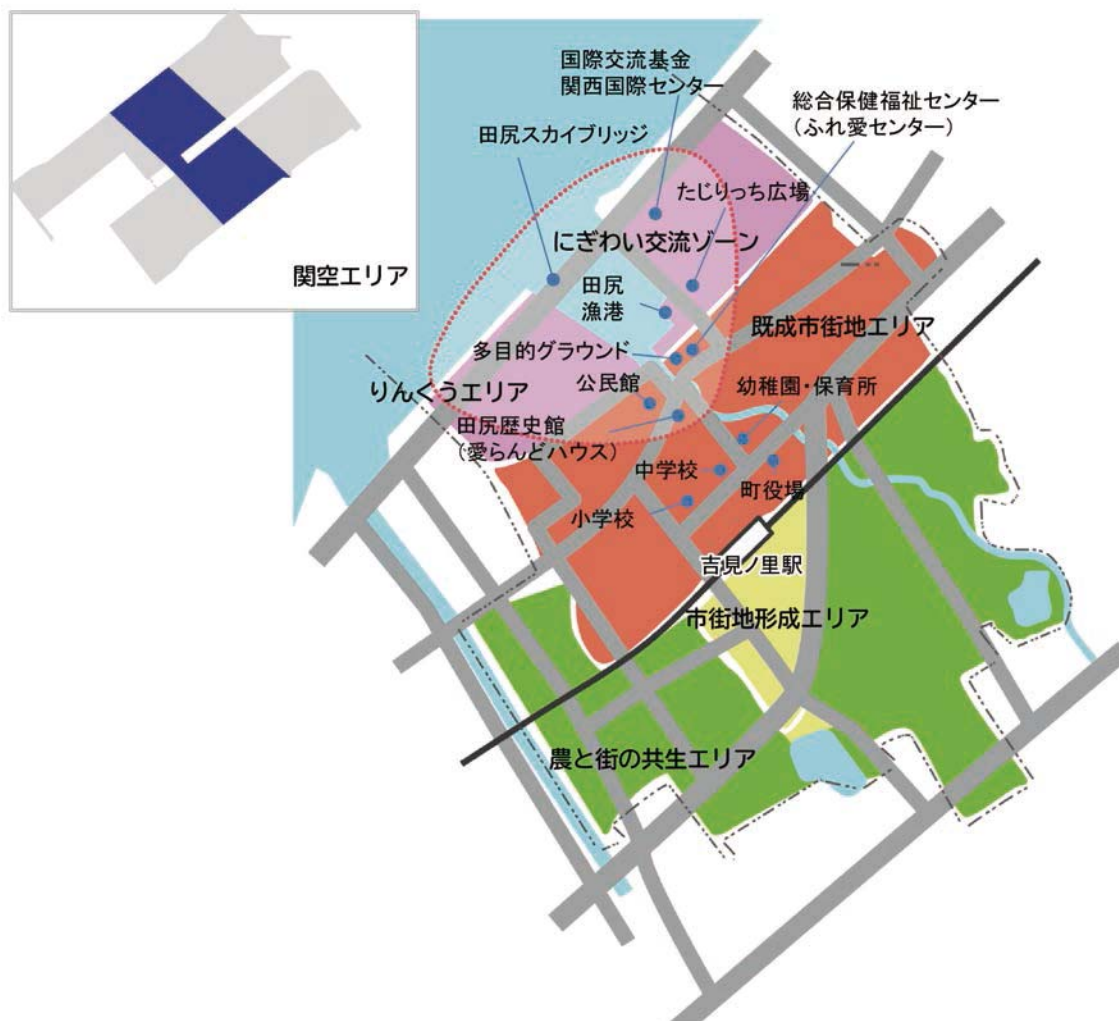 国際交流基金
関西国際センター
総合保健福祉センター
(ふれ愛センター)
田尻スカイブリッジ
たじりっち広場
にぎわい交流ゾーン
関空エリア
田尻
漁港
既成市街地エリア
多目的グラウンド
りんくうエリア
公民館
幼稚園・保育所
田尻歴史館
(愛らんどハウス)
中学校
町役場
小学校
吉見ノ里駅
市街地形成エリア
農と街の共生エリア